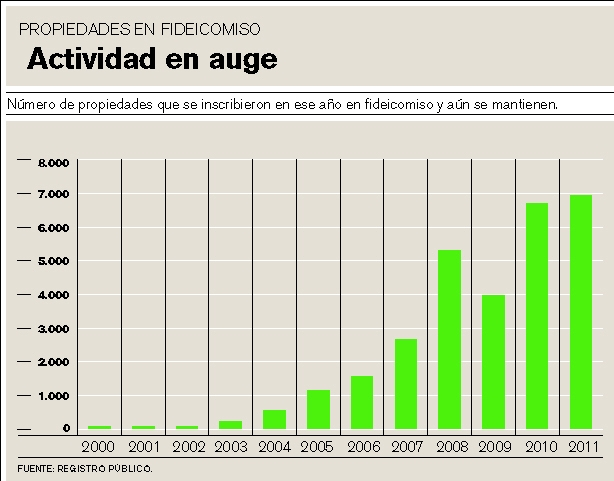 PROPIEDADES EN FIDEICOMISO
Actividad en auge
Número de propiedades que se inscribieron en ese año en fideicomiso y aún se mantienen.
8.000
7.000
6.000
5.000
4.000
3.000
2.000
1.000
0
2000 2001 2002 2003 2004 2005 2006 2007 2008 2009 2010 2011
FUENTE: REGISTRO PÚBLICO.